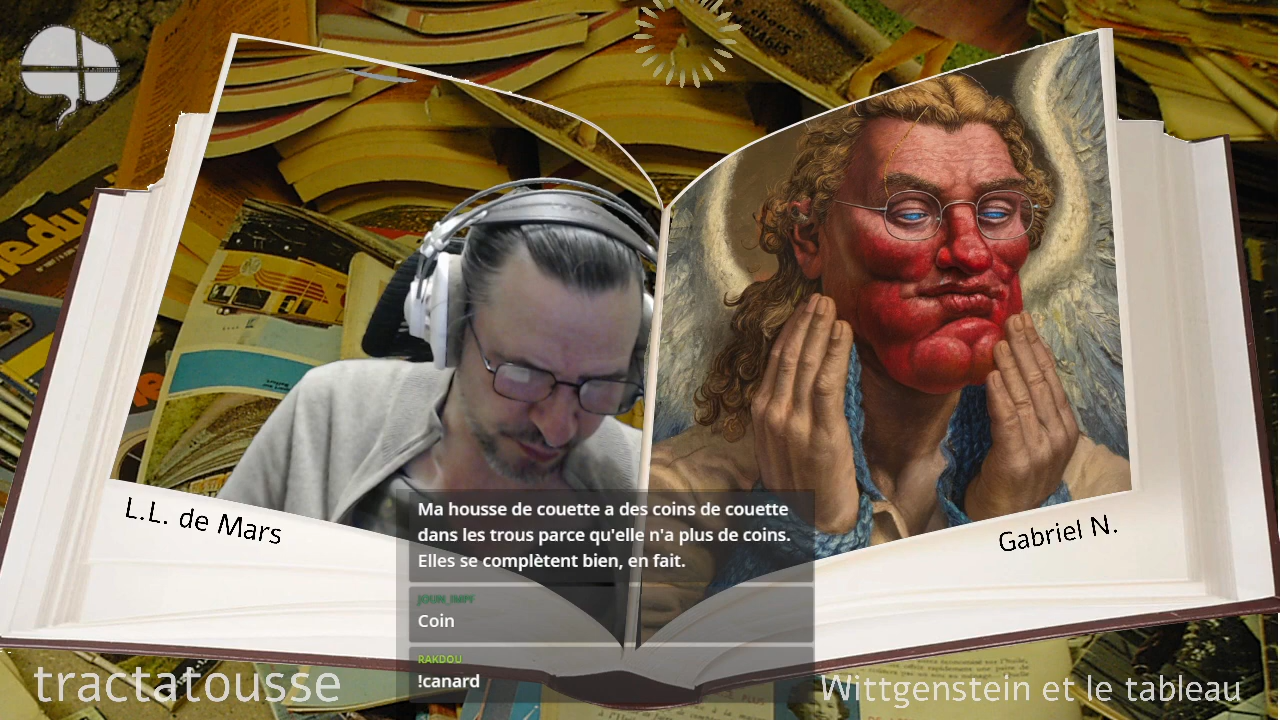 L.L. de Mars
Gabriel N.
Ma housse de couette a des coins de couette
dans les trous parce qu'elle n'a plus de coins.
Elles se complètent bien, en fait.
JOUN_IMPF
Coin
RAKDOU
!canard
tractatousse
Wittgenstein et le tableau